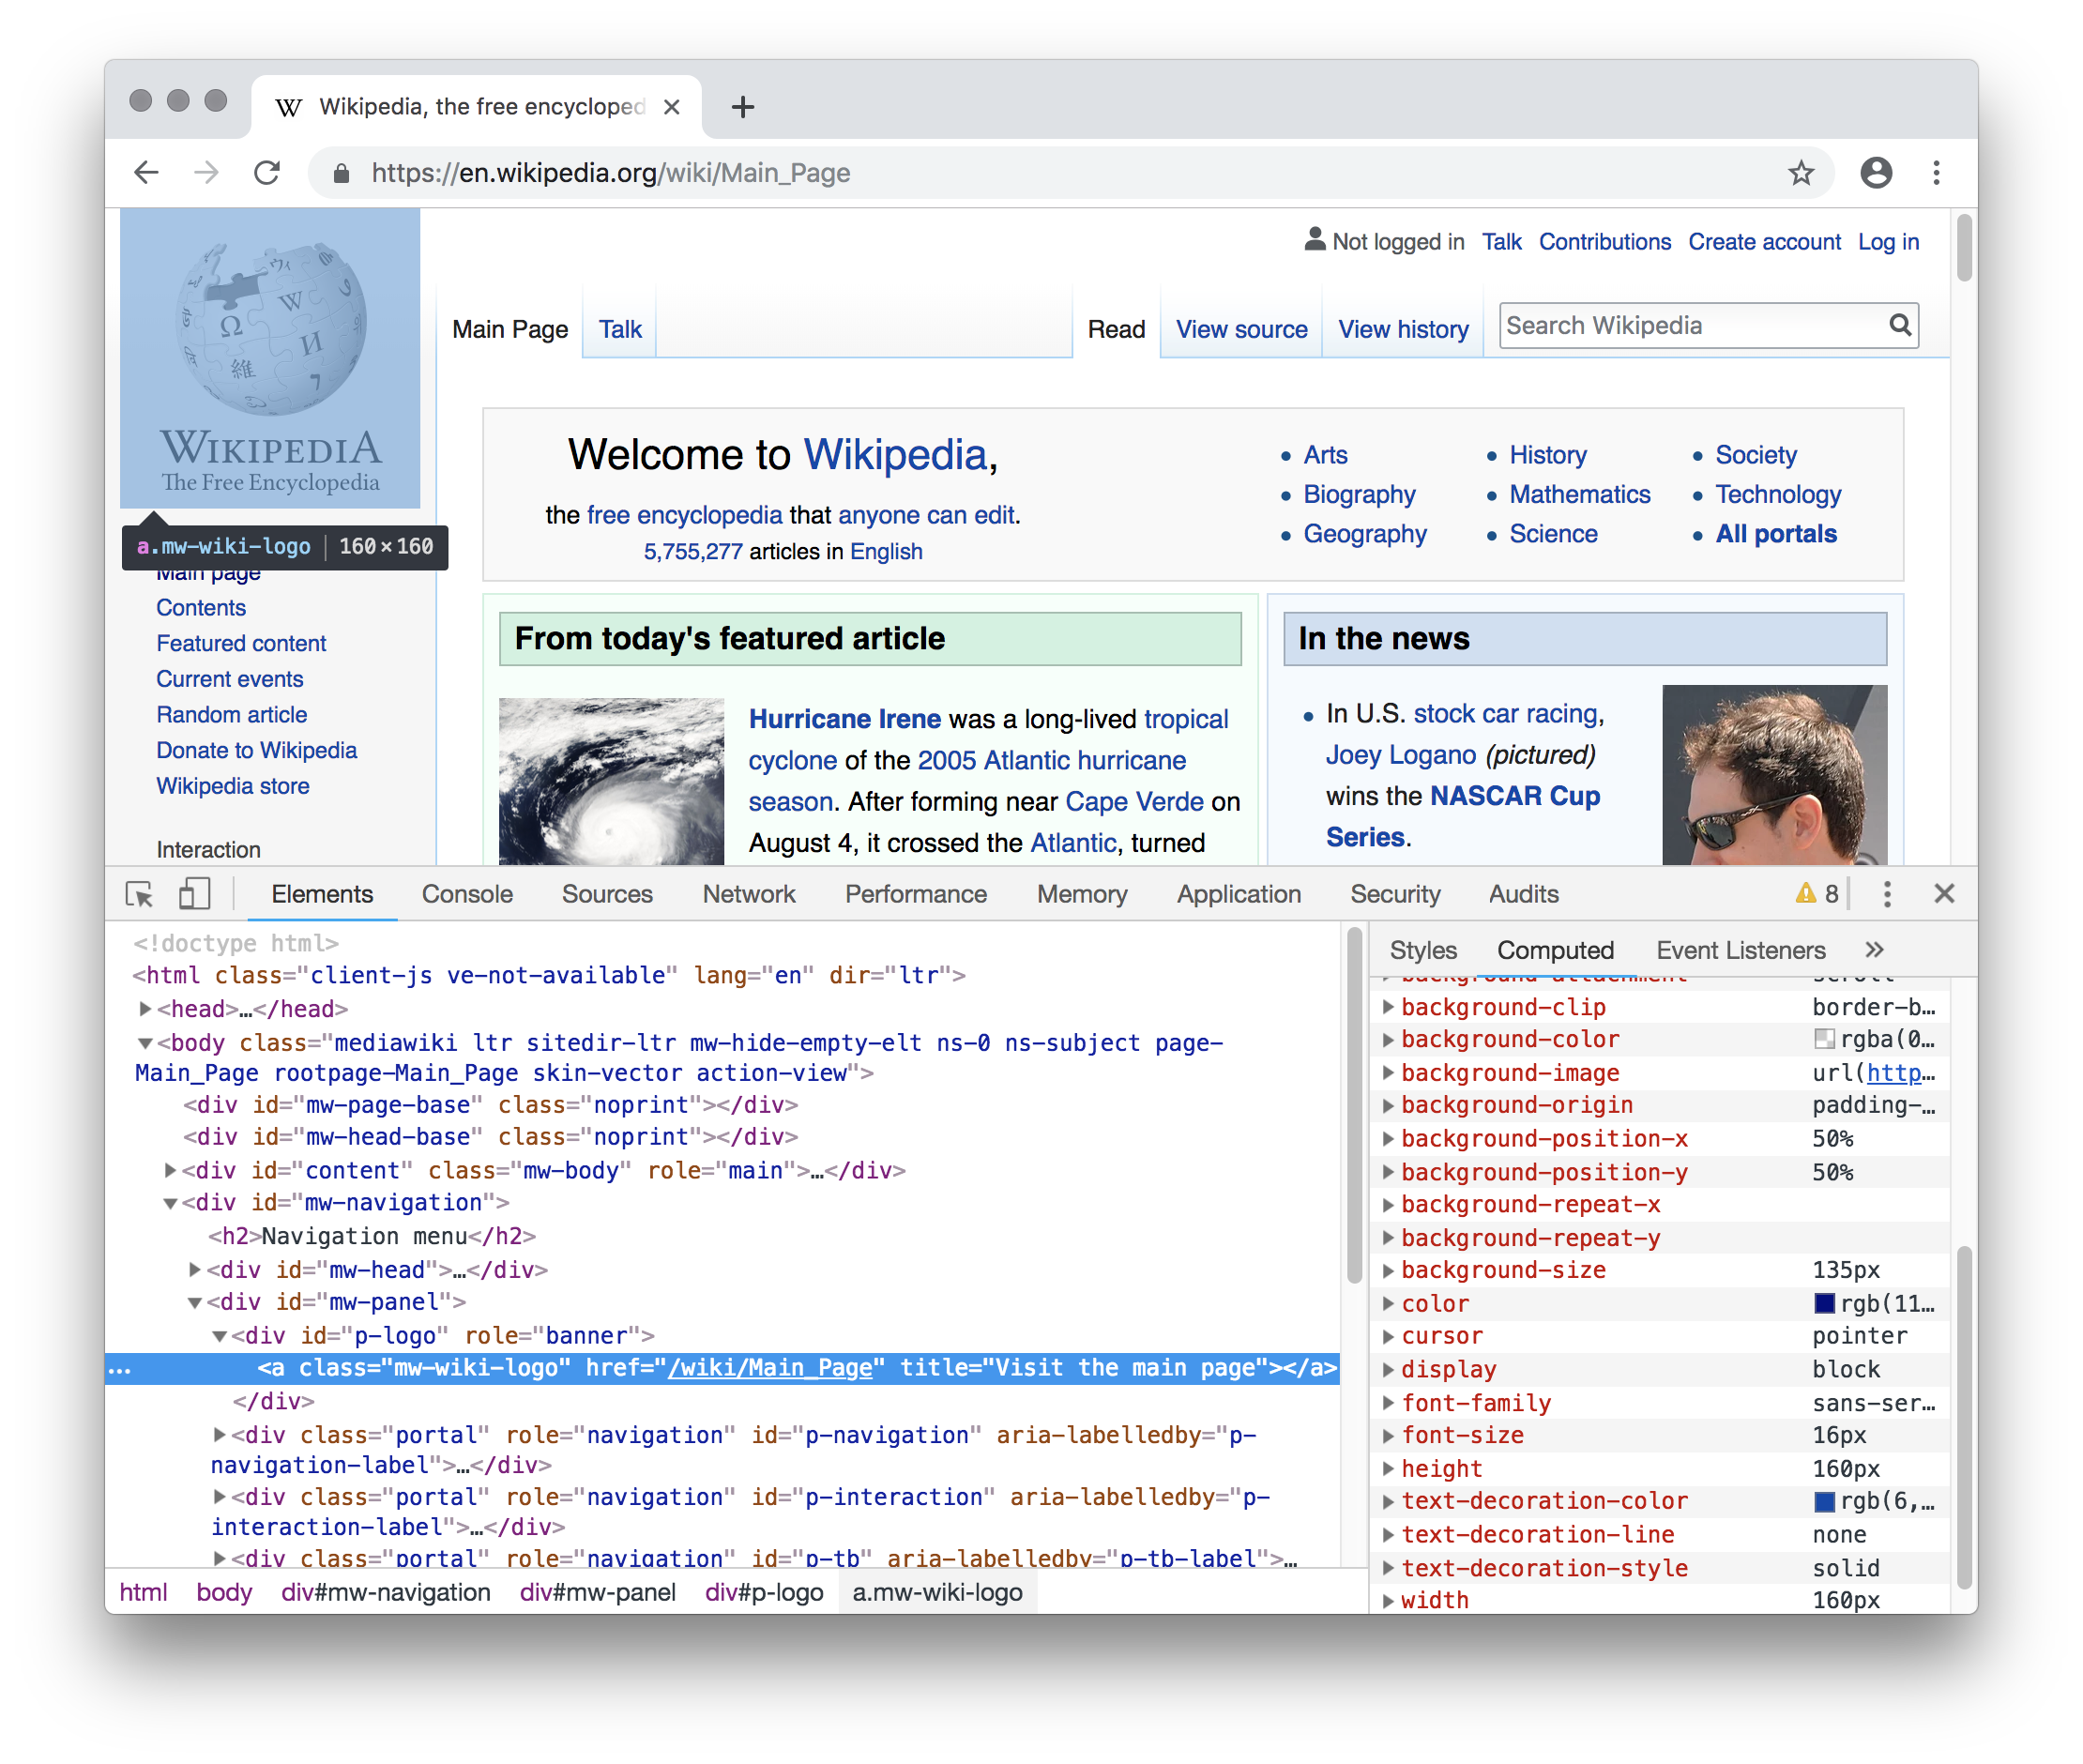 W Wikipedia, the free encycloped
https://en.wikipedia.org/wiki/Main_Page
Not logged in Talk Contributions Create account Log in
Main Page Talk Read View source View history Search Wikipedia
WIKIPEDIA
The Free Encyclopedia
a.mw-wiki-logo 160×160
Main page
Contents
Featured content
Current events
Random article
Donate to Wikipedia
Wikipedia store
Interaction
Welcome to Wikipedia,
the free encyclopedia that anyone can edit.
5,755,277 articles in English
Arts
Biography
Geography
History
Mathematics
Science
Society
Technology
All portals
From today's featured article
Hurricane Irene was a long-lived tropical
cyclone of the 2005 Atlantic hurricane
season. After forming near Cape Verde on
August 4, it crossed the Atlantic, turned
In the news
In U.S. stock car racing,
Joey Logano (pictured)
wins the NASCAR Cup
Series.
Elements Console Sources Network Performance Memory Application Security Audits 8
<!doctype html>
<html class="client-js ve-not-available" lang="en" dir="ltr">
<head>…</head>
<body class="mediawiki ltr sitedir-ltr mw-hide-empty-elt ns-0 ns-subject page-
Main_Page rootpage-Main_Page skin-vector action-view">
<div id="mw-page-base" class="noprint"></div>
<div id="mw-head-base" class="noprint"></div>
<div id="content" class="mw-body" role="main">…</div>
<div id="mw-navigation">
<h2>Navigation menu</h2>
<div id="mw-head">…</div>
<div id="mw-panel">
<div id="p-logo" role="banner">
… <a class="mw-wiki-logo" href="/wiki/Main_Page" title="Visit the main page"></a>
</div>
<div class="portal" role="navigation" id="p-navigation" aria-labelledby="p-
navigation-label">…</div>
<div class="portal" role="navigation" id="p-interaction" aria-labelledby="p-
interaction-label">…</div>
<div class="portal" role="navigation" id="p-tb" aria-labelledby="p-tb-label">…
html body div#mw-navigation div#mw-panel div#p-logo a.mw-wiki-logo
Styles Computed Event Listeners »
background-attachment scroll
background-clip border-b…
background-color rgba(0…
background-image url(http…
background-origin padding-…
background-position-x 50%
background-position-y 50%
background-repeat-x
background-repeat-y
background-size 135px
color rgb(11…
cursor pointer
display block
font-family sans-ser…
font-size 16px
height 160px
text-decoration-color rgb(6,…
text-decoration-line none
text-decoration-style solid
width 160px